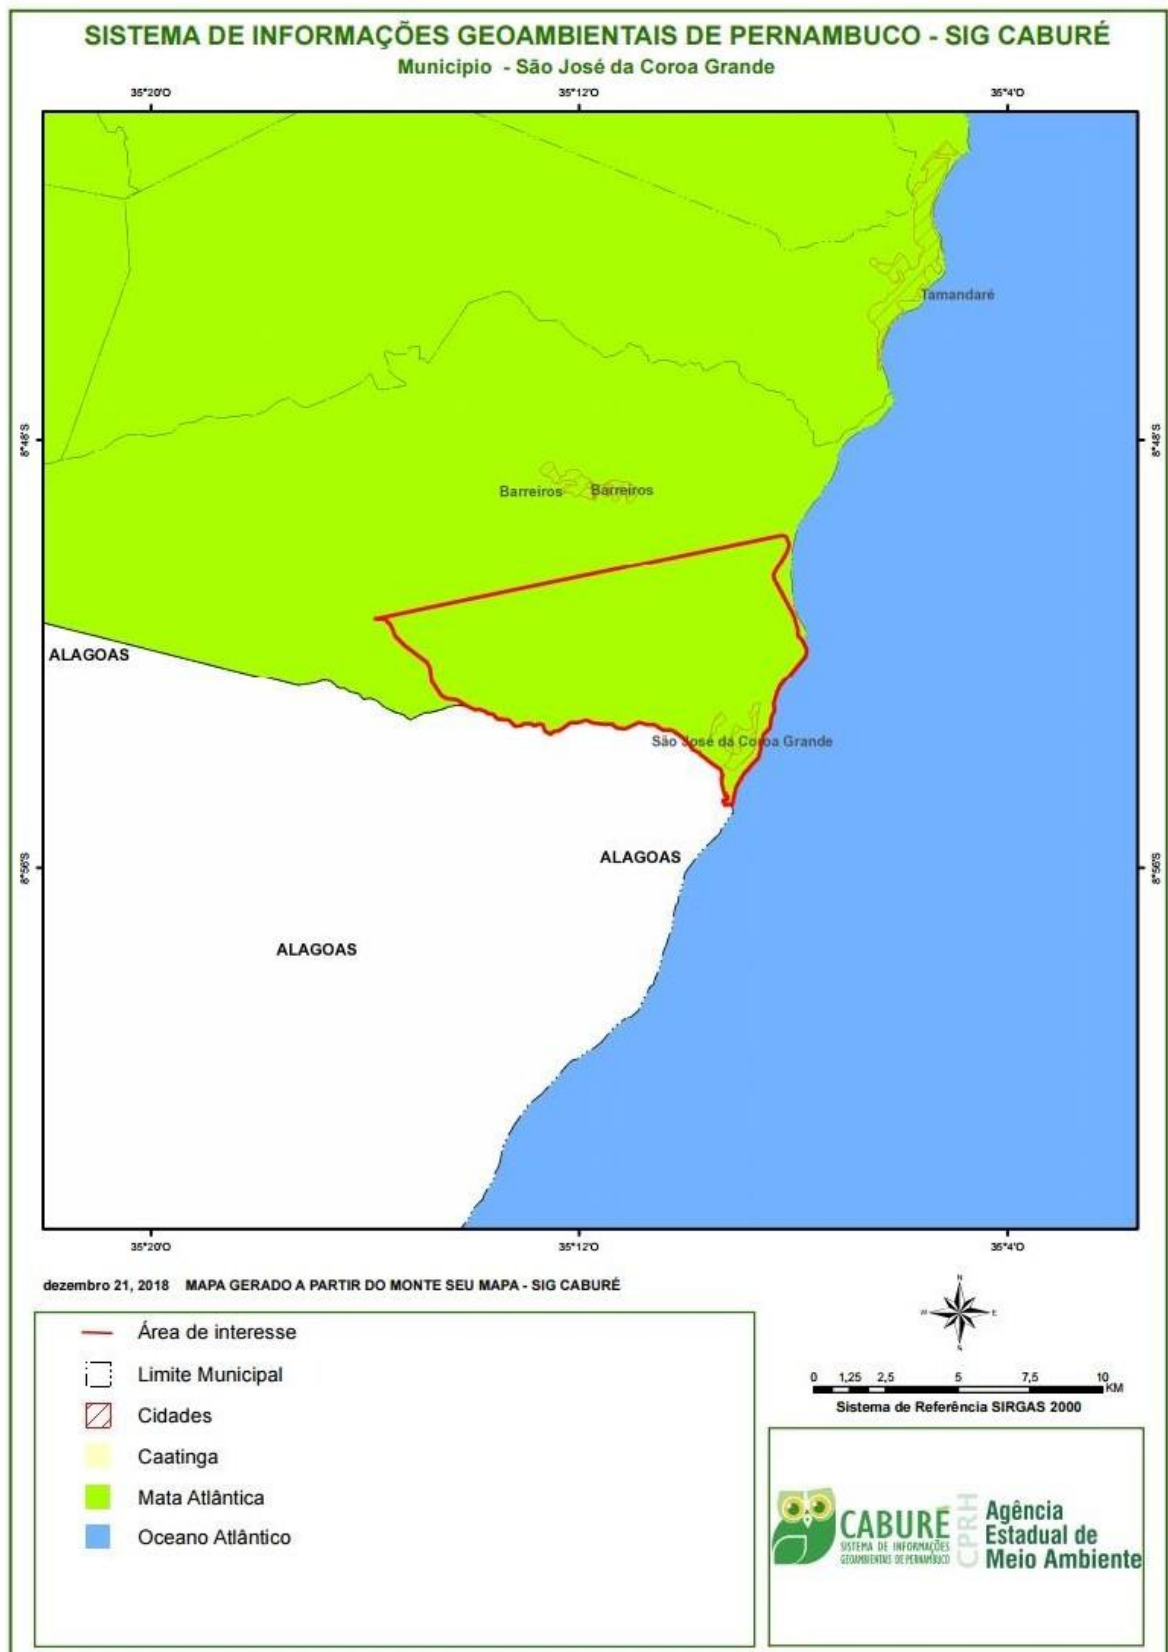 SISTEMA DE INFORMAÇÕES GEOAMBIENTAIS DE PERNAMBUCO - SIG CABURÉ
Municipio - São José da Coroa Grande
35°20'O 35°12'O 35°4'O
Tamandaré
8°48'S 8°48'S
Barreiros Barreiros
ALAGOAS
São José da Coroa Grande
ALAGOAS
8°56'S 8°56'S
ALAGOAS
35°20'O 35°12'O 35°4'O
dezembro 21, 2018 MAPA GERADO A PARTIR DO MONTE SEU MAPA - SIG CABURÉ
Área de interesse
Limite Municipal
Cidades
Caatinga
Mata Atlântica
Oceano Atlântico
N
W E
S
0 1,25 2,5 5 7,5 10
KM
Sistema de Referência SIRGAS 2000
CABURÉ
SISTEMA DE INFORMAÇÕES
GEOAMBIENTAIS DE PERNAMBUCO
CPRH
Agência
Estadual de
Meio Ambiente